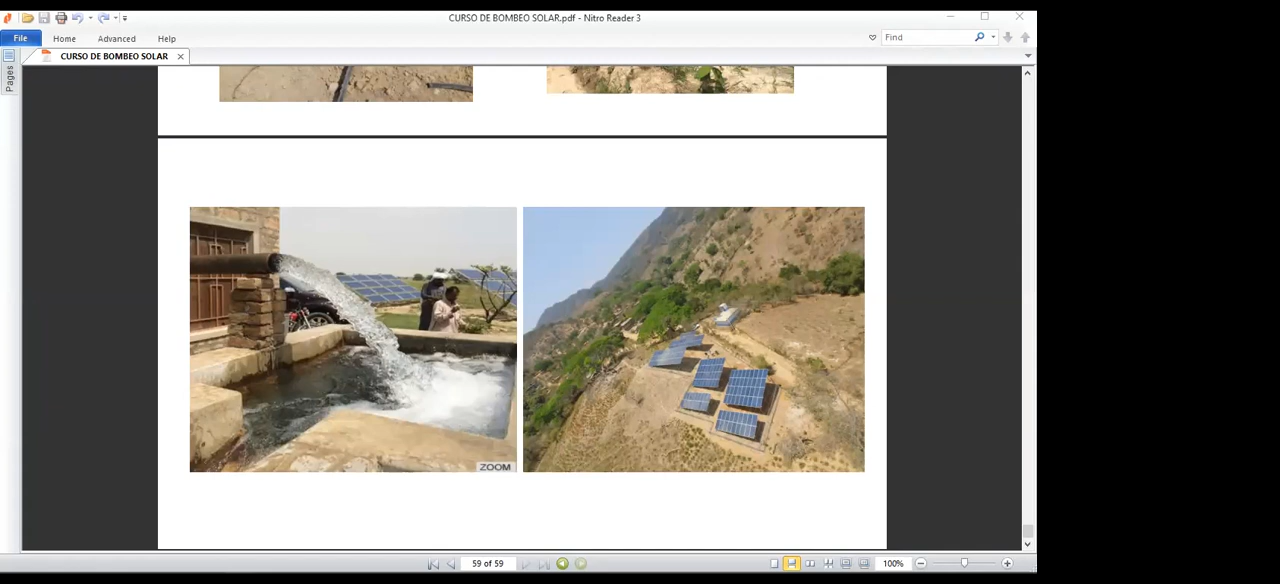 CURSO DE BOMBEO SOLAR.pdf - Nitro Reader 3
File Home Advanced Help Find
CURSO DE BOMBEO SOLAR
Pages
ZOOM
59 of 59 100%